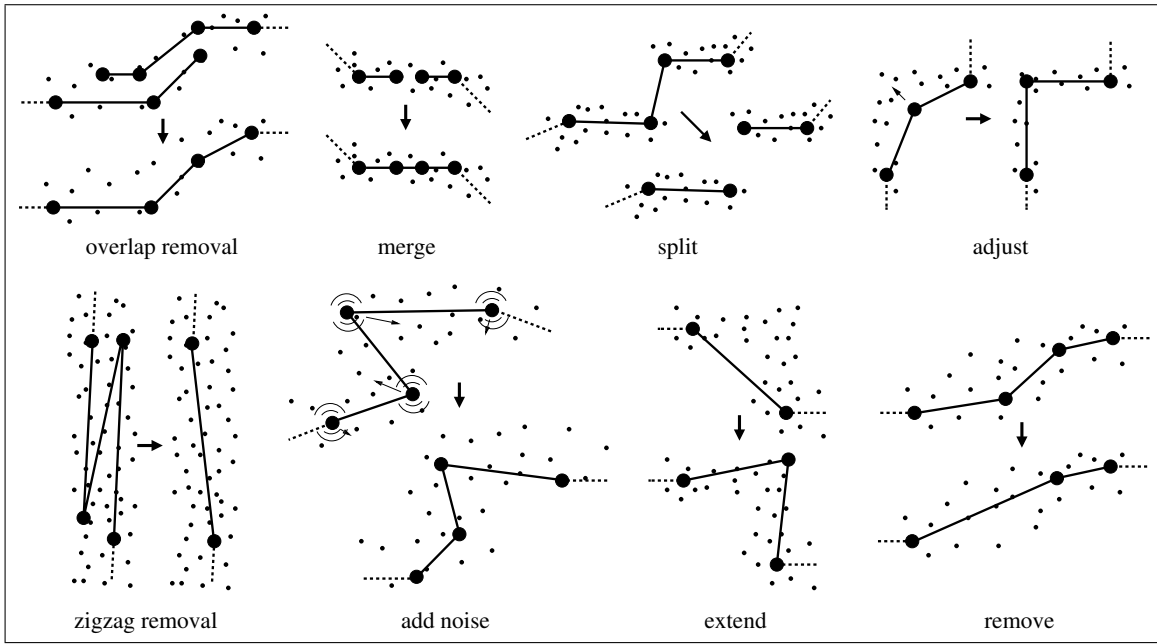 overlap removal
merge
split
adjust
zigzag removal
add noise
extend
remove